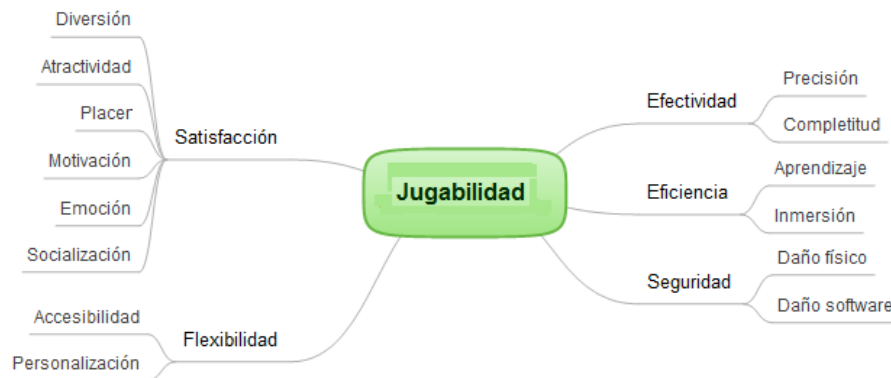 Diversión
Atractividad
Placer
Motivación
Emoción
Socialización
Satisfacción
Accesibilidad
Personalización
Flexibilidad
Jugabilidad
Efectividad
Precisión
Completitud
Eficiencia
Aprendizaje
Inmersión
Seguridad
Daño físico
Daño software